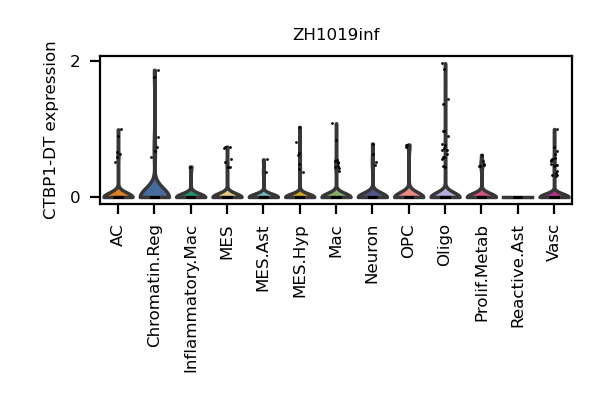 ZH1019inf
CTBP1-DT expression
2
0
AC
Chromatin.Reg
Inflammatory.Mac
MES
MES.Ast
MES.Hyp
Mac
Neuron
OPC
Oligo
Prolif.Metab
Reactive.Ast
Vasc